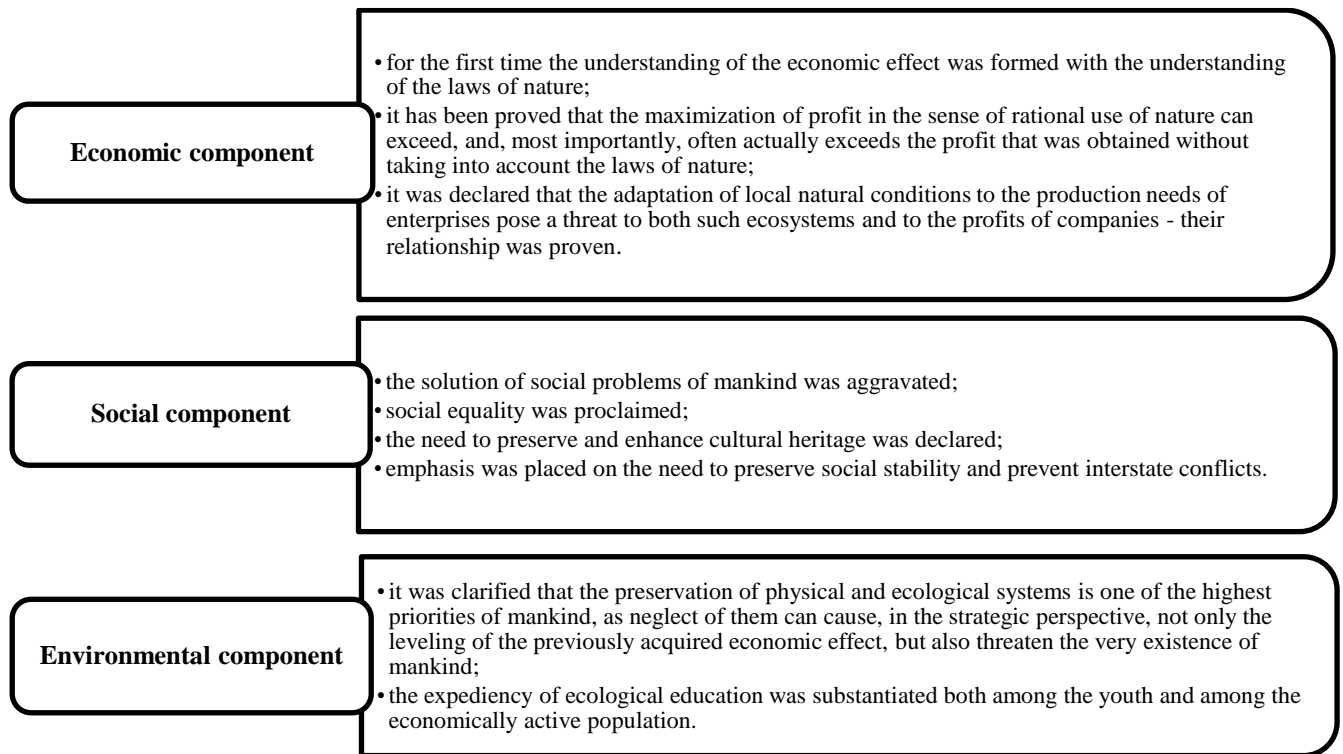 Economic component
• for the first time the understanding of the economic effect was formed with the understanding
of the laws of nature;
• it has been proved that the maximization of profit in the sense of rational use of nature can
exceed, and, most importantly, often actually exceeds the profit that was obtained without
taking into account the laws of nature;
• it was declared that the adaptation of local natural conditions to the production needs of
enterprises pose a threat to both such ecosystems and to the profits of companies - their
relationship was proven.
Social component
• the solution of social problems of mankind was aggravated;
• social equality was proclaimed;
• the need to preserve and enhance cultural heritage was declared;
• emphasis was placed on the need to preserve social stability and prevent interstate conflicts.
Environmental component
• it was clarified that the preservation of physical and ecological systems is one of the highest
priorities of mankind, as neglect of them can cause, in the strategic perspective, not only the
leveling of the previously acquired economic effect, but also threaten the very existence of
mankind;
• the expediency of ecological education was substantiated both among the youth and among the
economically active population.